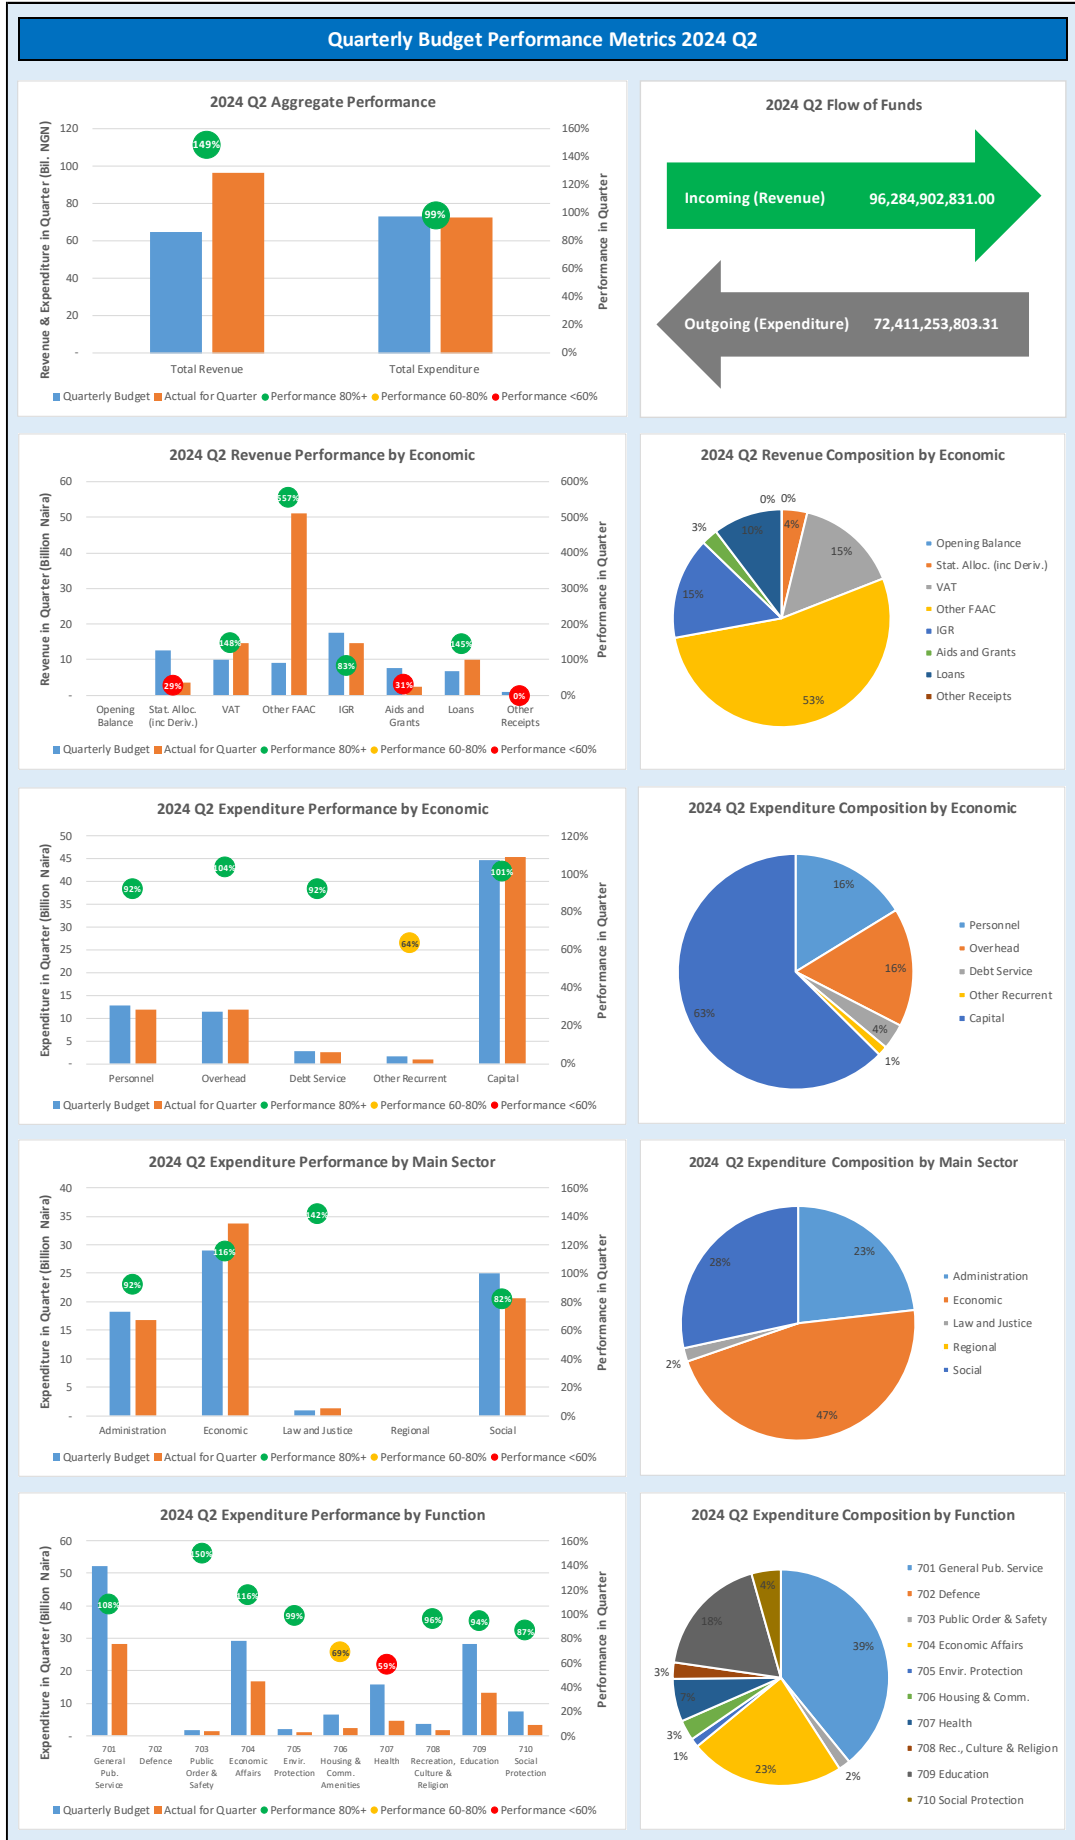 Quarterly Budget Performance Metrics 2024 Q2
2024 Q2 Aggregate Performance
Revenue & Expenditure in Quarter (Bil. NGN)
120
100
80
60
40
20
-
149%
99%
160%
140%
120%
100%
80%
60%
40%
20%
0%
Performance in Quarter
Total Revenue
Total Expenditure
Quarterly Budget
Actual for Quarter
Performance 80%+
Performance 60-80%
Performance <60%
2024 Q2 Flow of Funds
Incoming (Revenue) 96,284,902,831.00
Outgoing (Expenditure) 72,411,253,803.31
2024 Q2 Revenue Performance by Economic
Revenue in Quarter (Billion Naira)
60
50
40
30
20
10
-
29%
148%
557%
83%
31%
145%
0%
600%
500%
400%
300%
200%
100%
0%
Performance in Quarter
Opening
Balance
Stat. Alloc.
(inc Deriv.)
VAT
Other FAAC
IGR
Aids and
Grants
Loans
Other
Receipts
Quarterly Budget
Actual for Quarter
Performance 80%+
Performance 60-80%
Performance <60%
2024 Q2 Revenue Composition by Economic
0%
0%
4%
15%
53%
15%
3%
10%
Opening Balance
Stat. Alloc. (inc Deriv.)
VAT
Other FAAC
IGR
Aids and Grants
Loans
Other Receipts
2024 Q2 Expenditure Performance by Economic
Expenditure in Quarter (Billion Naira)
50
45
40
35
30
25
20
15
10
5
-
92%
104%
92%
64%
101%
120%
100%
80%
60%
40%
20%
0%
Performance in Quarter
Personnel
Overhead
Debt Service
Other Recurrent
Capital
Quarterly Budget
Actual for Quarter
Performance 80%+
Performance 60-80%
Performance <60%
2024 Q2 Expenditure Composition by Economic
16%
16%
4%
1%
63%
Personnel
Overhead
Debt Service
Other Recurrent
Capital
2024 Q2 Expenditure Performance by Main Sector
Expenditure in Quarter (Billion Naira)
40
35
30
25
20
15
10
5
-
92%
116%
142%
82%
160%
140%
120%
100%
80%
60%
40%
20%
0%
Performance in Quarter
Administration
Economic
Law and Justice
Regional
Social
Quarterly Budget
Actual for Quarter
Performance 80%+
Performance 60-80%
Performance <60%
2024 Q2 Expenditure Composition by Main Sector
23%
47%
2%
28%
Administration
Economic
Law and Justice
Regional
Social
2024 Q2 Expenditure Performance by Function
Expenditure in Quarter (Billion Naira)
60
50
40
30
20
10
-
108%
150%
116%
99%
69%
59%
96%
94%
87%
160%
140%
120%
100%
80%
60%
40%
20%
0%
Performance in Quarter
701
General
Pub.
Service
702
Defence
703
Public
Order &
Safety
704
Economic
Affairs
705
Envir.
Protection
706
Housing &
Comm.
Amenities
707
Health
708
Recreation,
Culture &
Religion
709
Education
710
Social
Protection
Quarterly Budget
Actual for Quarter
Performance 80%+
Performance 60-80%
Performance <60%
2024 Q2 Expenditure Composition by Function
39%
2%
23%
1%
3%
7%
3%
18%
4%
701 General Pub. Service
702 Defence
703 Public Order & Safety
704 Economic Affairs
705 Envir. Protection
706 Housing & Comm.
707 Health
708 Rec., Culture & Religion
709 Education
710 Social Protection